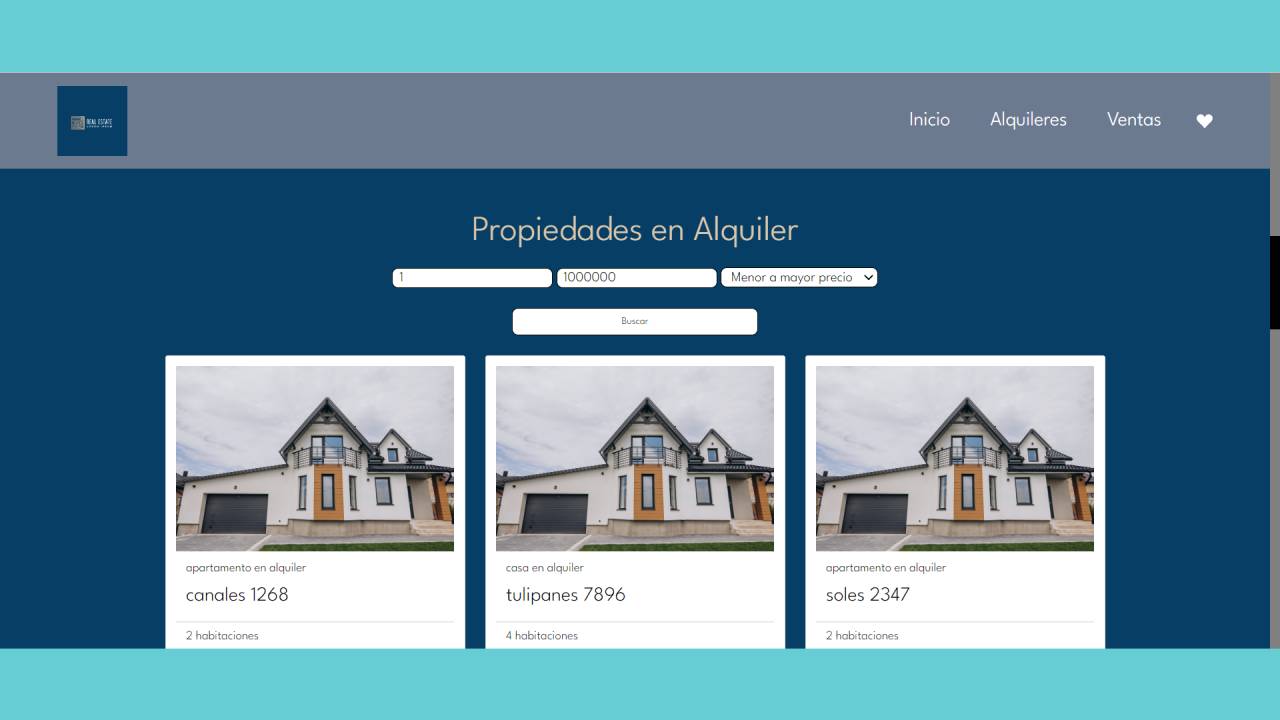 REAL ESTATE
Inicio Alquileres Ventas
Propiedades en Alquiler
1 1000000 Menor a mayor precio
Buscar
apartamento en alquiler casa en alquiler apartamento en alquiler
canales 1268 tulipanes 7896 soles 2347
2 habitaciones 4 habitaciones 2 habitaciones